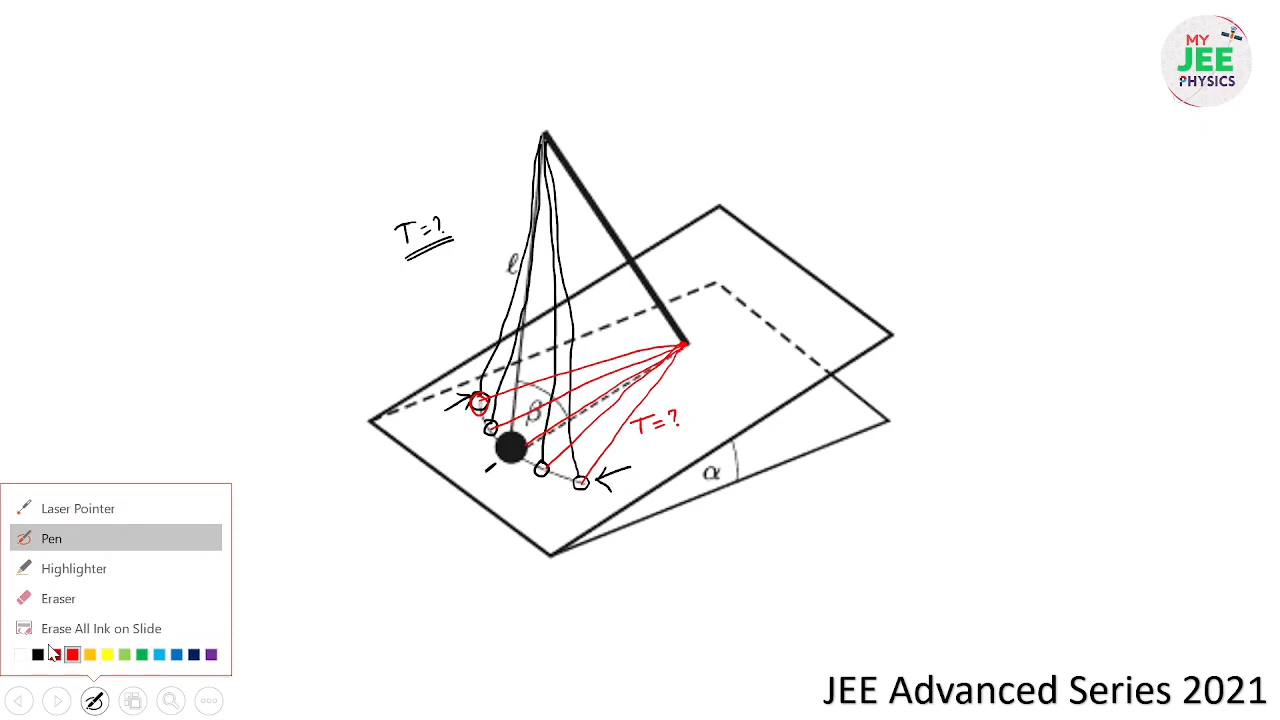 MY
JEE
PHYSICS
T=?
ℓ
β
T=?
α
Laser Pointer
Pen
Highlighter
Eraser
Erase All Ink on Slide
JEE Advanced Series 2021